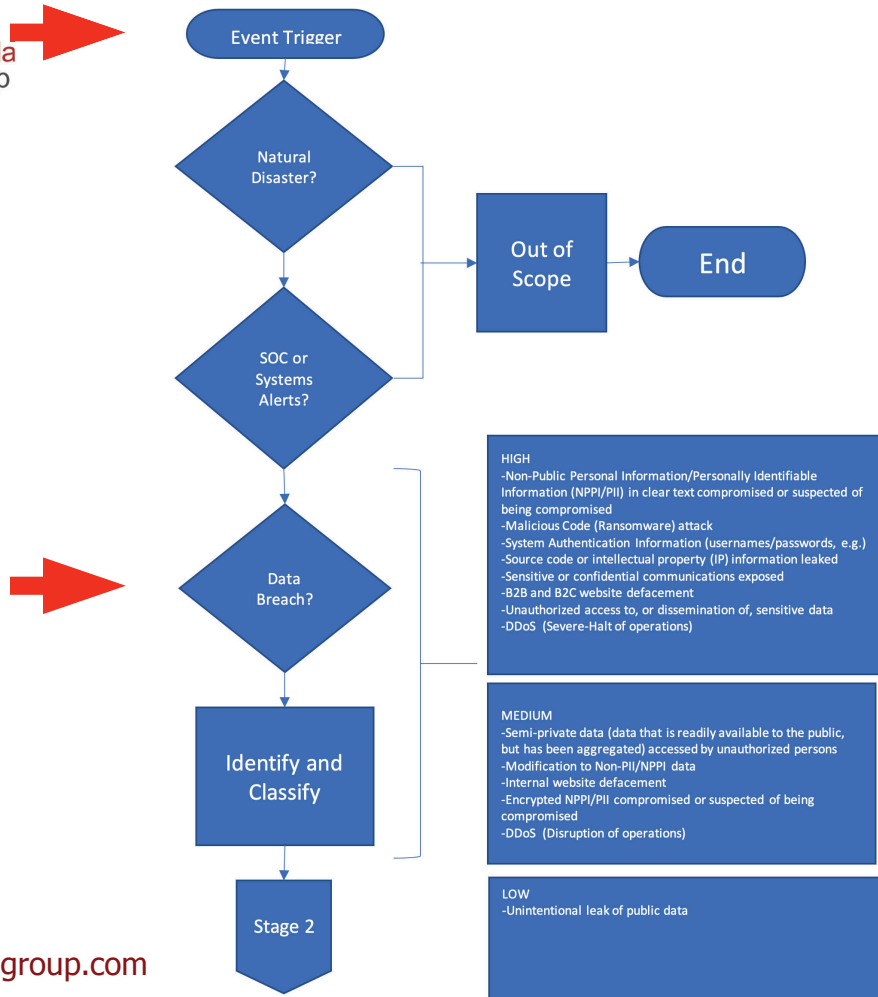 Event Trigger
la
o
Natural
Disaster?
Out of
Scope
End
SOC or
Systems
Alerts?
HIGH
-Non-Public Personal Information/Personally Identifiable
Information (NPPI/PII) in clear text compromised or suspected of
being compromised
-Malicious Code (Ransomware) attack
-System Authentication Information (usernames/passwords, e.g.)
-Source code or intellectual property (IP) information leaked
-Sensitive or confidential communications exposed
-B2B and B2C website defacement
-Unauthorized access to, or dissemination of, sensitive data
-DDoS (Severe-Halt of operations)
Data
Breach?
MEDIUM
-Semi-private data (data that is readily available to the public,
but has been aggregated) accessed by unauthorized persons
-Modification to Non-PII/NPPI data
-Internal website defacement
-Encrypted NPPI/PII compromised or suspected of being
compromised
-DDoS (Disruption of operations)
Identify and
Classify
LOW
-Unintentional leak of public data
Stage 2
group.com